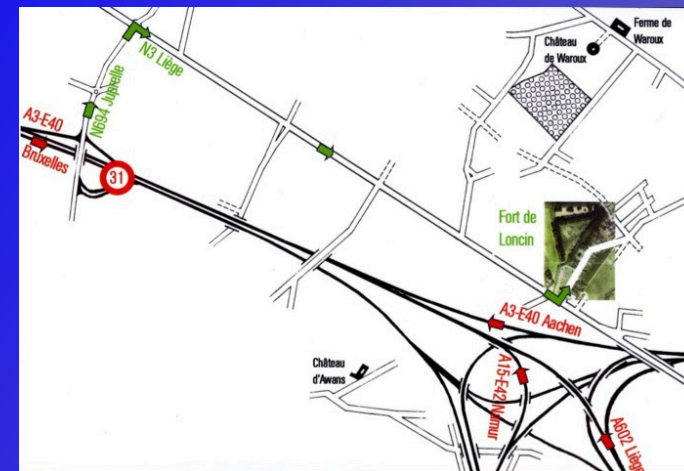 Ferme de
Waroux
Château
de Waroux
N3 Liège
N694 Juprelle
A3-E40
Bruxelles
31
Fort de
Loncin
A3-E40 Aachen
A15-E42 Namur
A602 Liège
Château
d'Awans